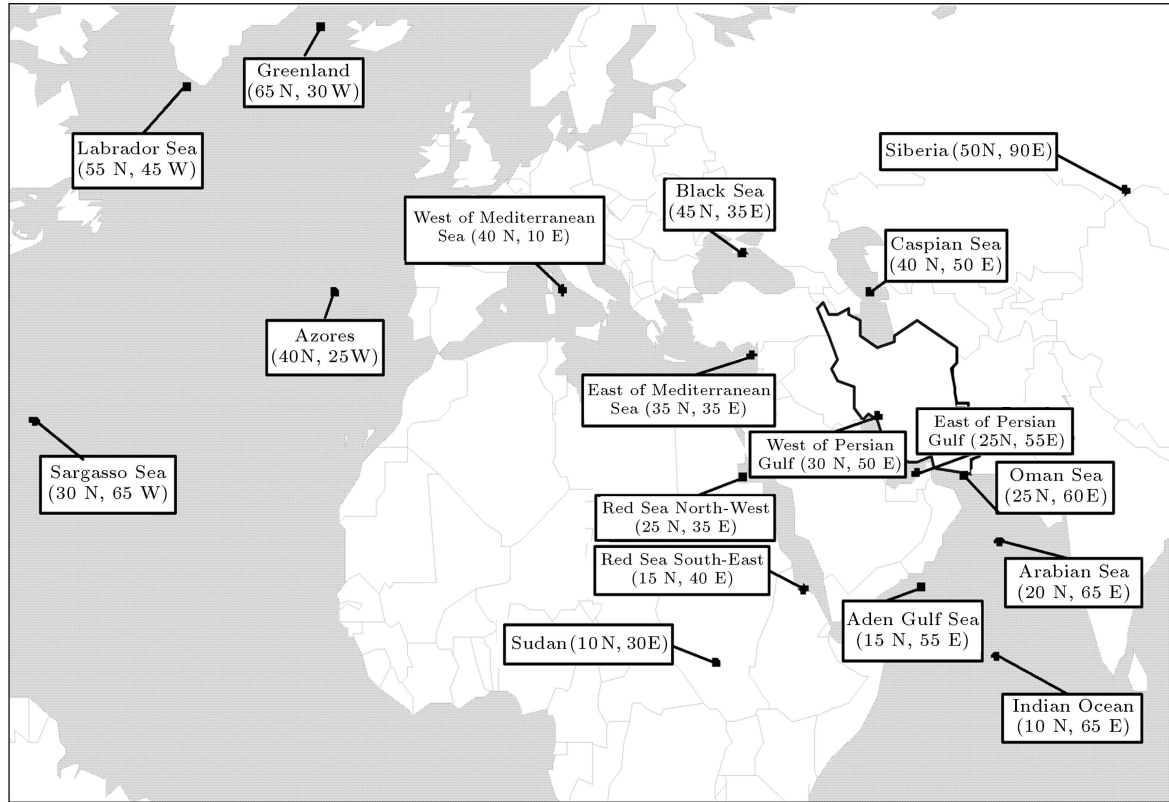 Greenland
(65 N, 30 W)
Labrador Sea
(55 N, 45 W)
Siberia (50N, 90E)
Black Sea
(45 N, 35 E)
West of Mediterranean
Sea (40 N, 10 E)
Caspian Sea
(40 N, 50 E)
Azores
(40N, 25W)
East of Mediterranean
Sea (35 N, 35 E)
East of Persian
Gulf (25N, 55E)
West of Persian
Gulf (30 N, 50 E)
Sargasso Sea
(30 N, 65 W)
Oman Sea
(25 N, 60 E)
Red Sea North-West
(25 N, 35 E)
Red Sea South-East
(15 N, 40 E)
Arabian Sea
(20 N, 65 E)
Aden Gulf Sea
(15 N, 55 E)
Sudan (10 N, 30E)
Indian Ocean
(10 N, 65 E)